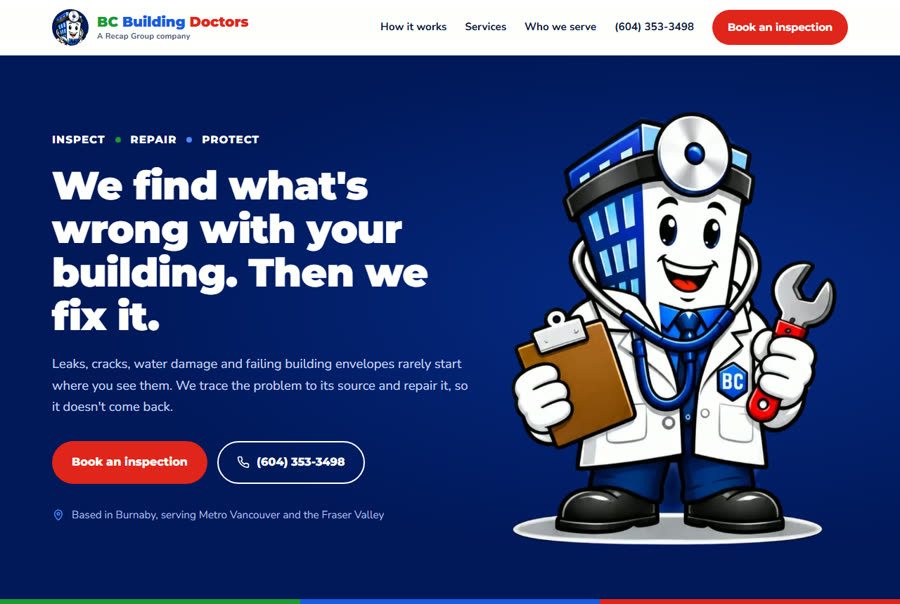 BC Building Doctors
A Recap Group company
How it works
Services
Who we serve
(604) 353-3498
Book an inspection
INSPECT • REPAIR • PROTECT
We find what's
wrong with your
building. Then we
fix it.
Leaks, cracks, water damage and failing building envelopes rarely start
where you see them. We trace the problem to its source and repair it, so
it doesn't come back.
Book an inspection
(604) 353-3498
Based in Burnaby, serving Metro Vancouver and the Fraser Valley
BC